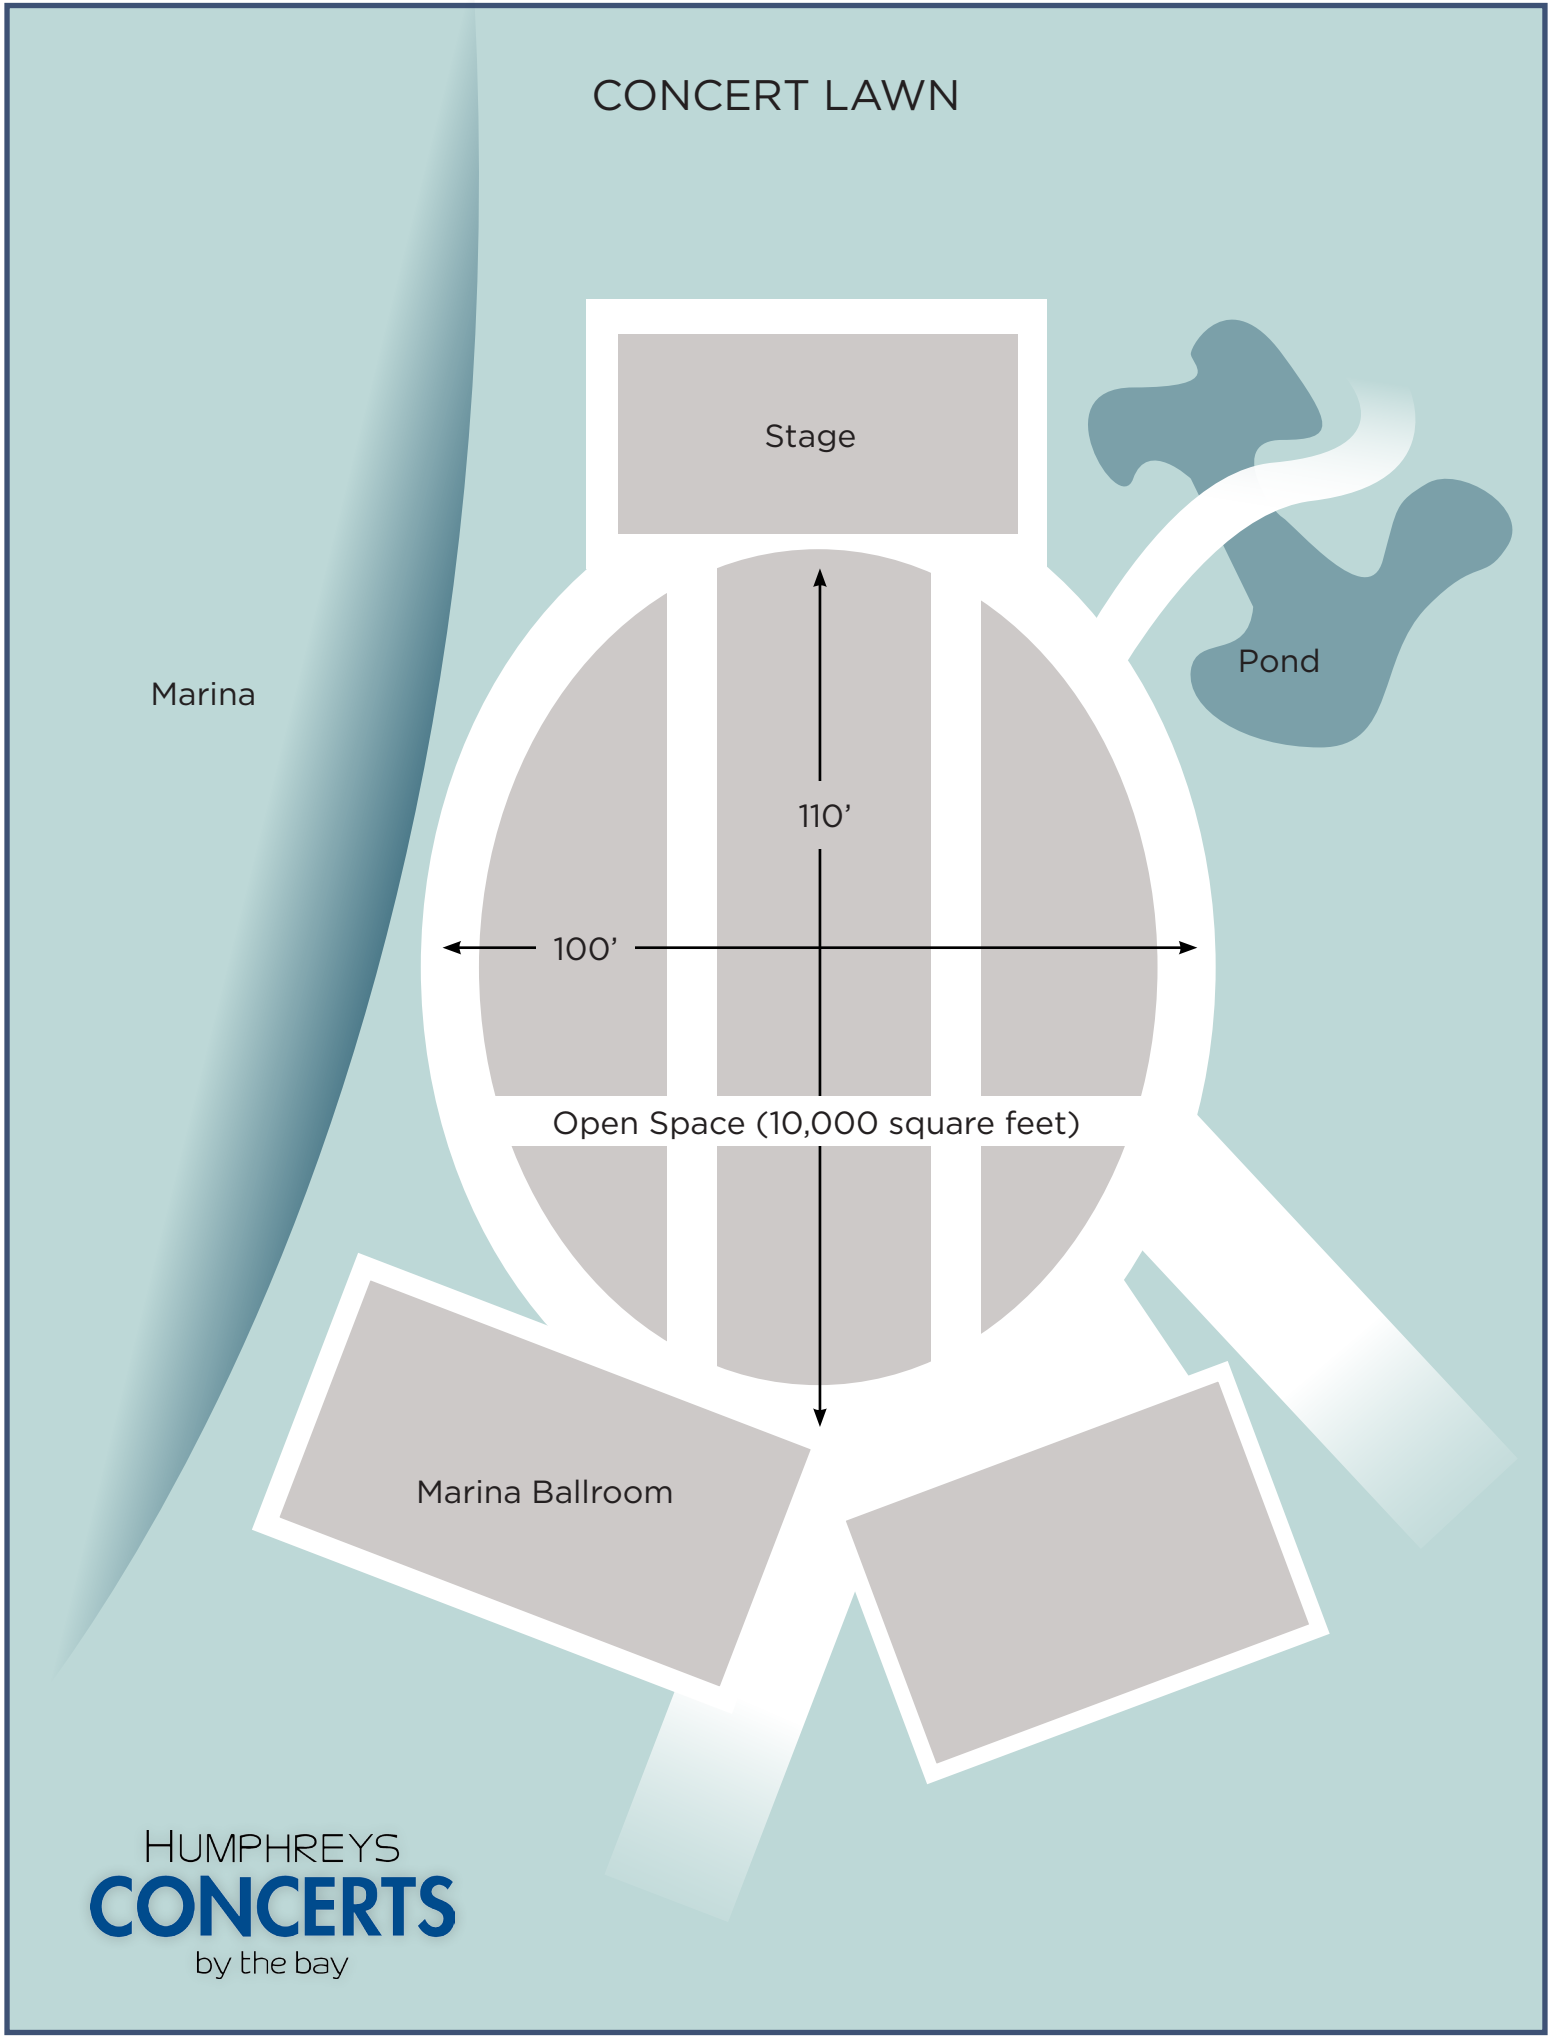 CONCERT LAWN
Stage
Pond
Marina
110’
100’
Open Space (10,000 square feet)
Marina Ballroom
HUMPHREYS
CONCERTS
by the bay